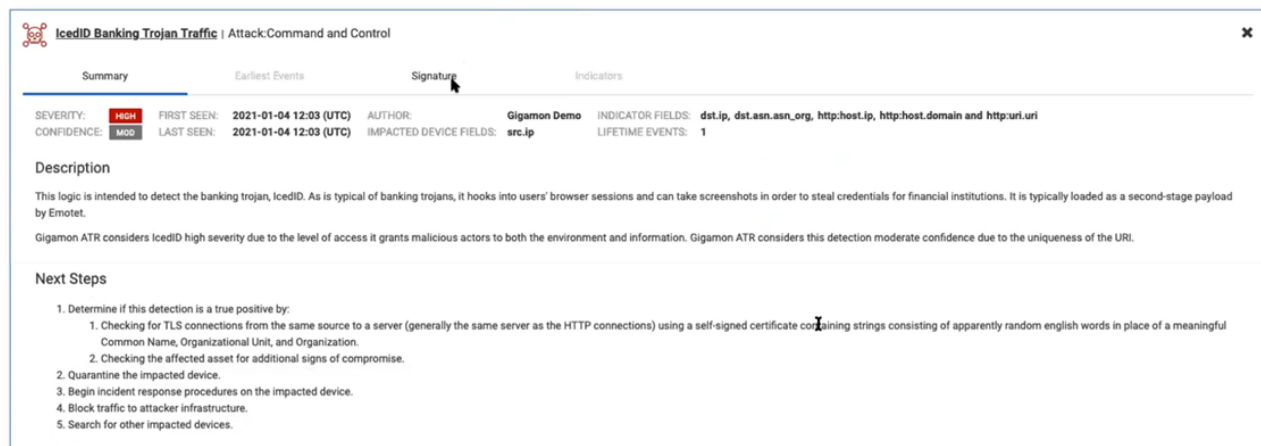 IcedID Banking Trojan Traffic | Attack:Command and Control
Summary Earliest Events Signature Indicators
SEVERITY: HIGH FIRST SEEN: 2021-01-04 12:03 (UTC) AUTHOR: Gigamon Demo INDICATOR FIELDS: dst.ip, dst.asn.asn_org, http:host.ip, http:host.domain and http:uri.uri
CONFIDENCE: MOD LAST SEEN: 2021-01-04 12:03 (UTC) IMPACTED DEVICE FIELDS: src.ip LIFETIME EVENTS: 1
Description
This logic is intended to detect the banking trojan, IcedID. As is typical of banking trojans, it hooks into users' browser sessions and can take screenshots in order to steal credentials for financial institutions. It is typically loaded as a second-stage payload
by Emotet.
Gigamon ATR considers IcedID high severity due to the level of access it grants malicious actors to both the environment and information. Gigamon ATR considers this detection moderate confidence due to the uniqueness of the URI.
Next Steps
1. Determine if this detection is a true positive by:
1. Checking for TLS connections from the same source to a server (generally the same server as the HTTP connections) using a self-signed certificate containing strings consisting of apparently random english words in place of a meaningful
Common Name, Organizational Unit, and Organization.
2. Checking the affected asset for additional signs of compromise.
2. Quarantine the impacted device.
3. Begin incident response procedures on the impacted device.
4. Block traffic to attacker infrastructure.
5. Search for other impacted devices.